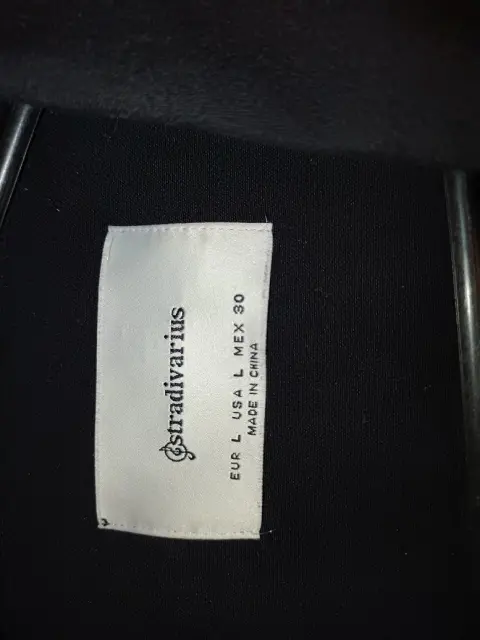 stradivarius
EUR L USA L MEX 30
MADE IN CHINA